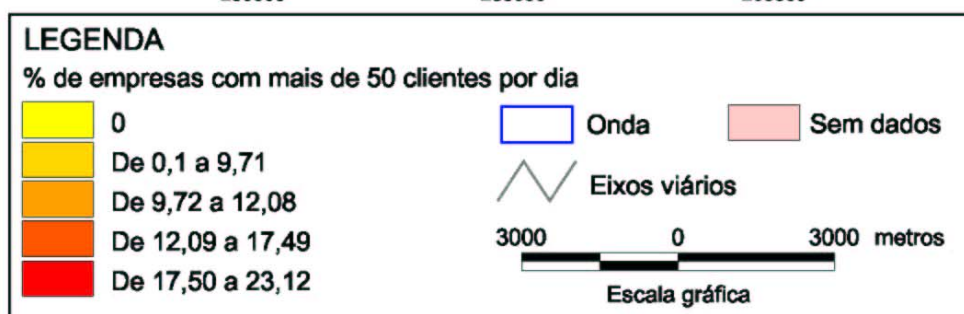 LEGENDA
% de empresas com mais de 50 clientes por dia
0
De 0,1 a 9,71
De 9,72 a 12,08
De 12,09 a 17,49
De 17,50 a 23,12
Onda
Sem dados
Eixos viários
3000 0 3000 metros
Escala gráfica